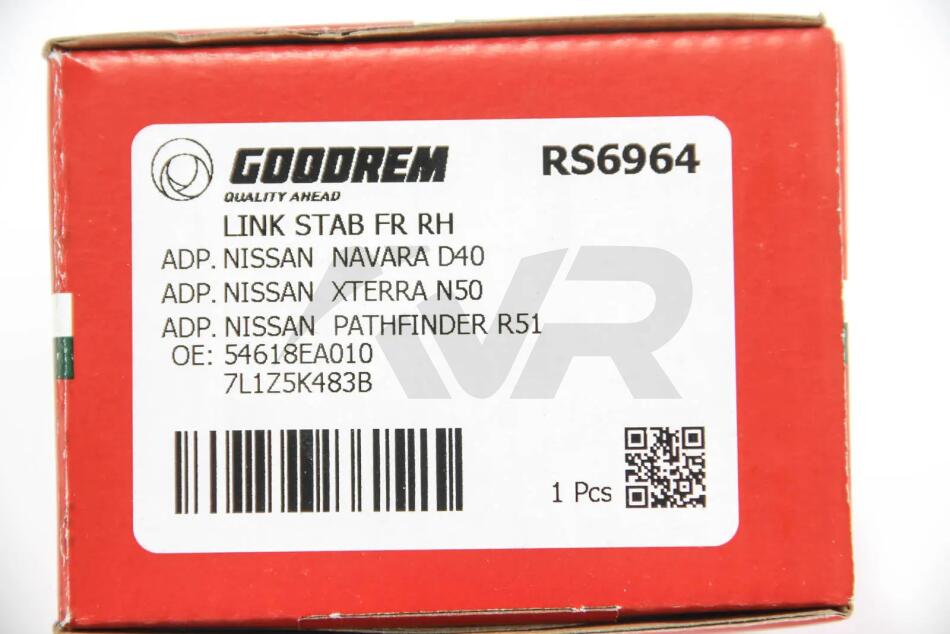 GOODREM
QUALITY AHEAD
RS6964
LINK STAB FR RH
ADP. NISSAN NAVARA D40
ADP. NISSAN XTERRA N50
ADP. NISSAN PATHFINDER R51
OE: 54618EA010
7L1Z5K483B
1 Pcs